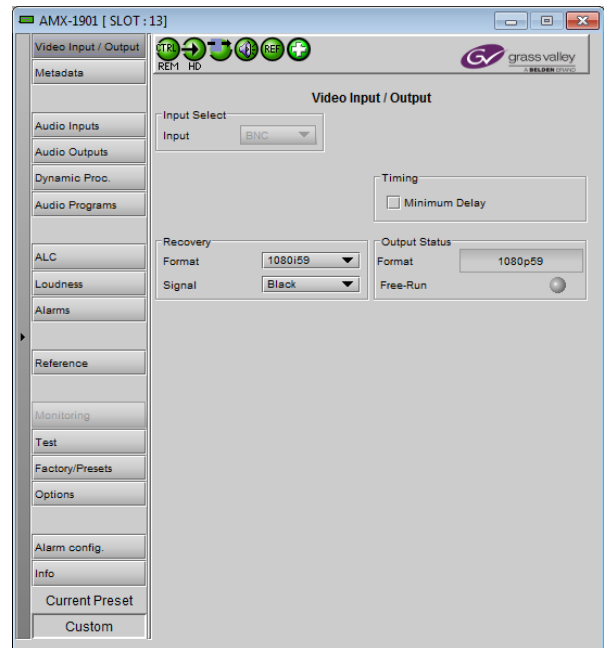 AMX-1901 [ SLOT : 13]
Video Input / Output
Metadata
Audio Inputs
Audio Outputs
Dynamic Proc.
Audio Programs
ALC
Loudness
Alarms
Reference
Monitoring
Test
Factory/Presets
Options
Alarm config.
Info
Current Preset
Custom
CTRL
REF
REM HD
GV grass valley
A BELDEN BRAND
Video Input / Output
Input Select
Input BNC
Timing
Minimum Delay
Recovery
Format 1080i59
Signal Black
Output Status
Format 1080p59
Free-Run